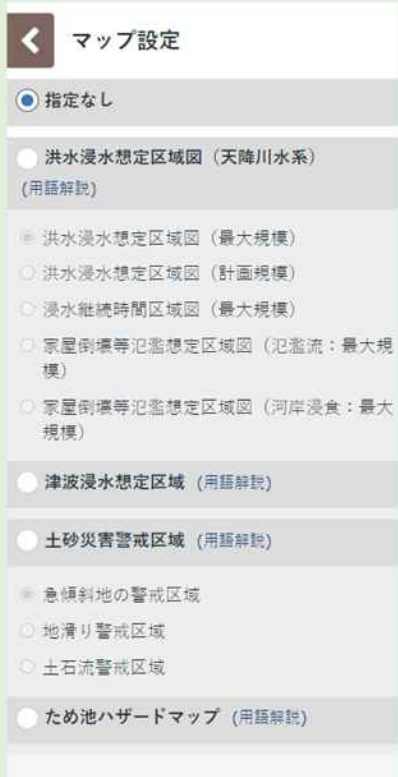 マップ設定
指定なし
洪水浸水想定区域図（天降川水系）
(用語解説)
洪水浸水想定区域図（最大規模）
洪水浸水想定区域図（計画規模）
浸水継続時間区域図（最大規模）
家屋倒壊等氾濫想定区域図（氾濫流：最大規
模）
家屋倒壊等氾濫想定区域図（河岸浸食：最大
規模）
津波浸水想定区域 (用語解説)
土砂災害警戒区域 (用語解説)
急傾斜地の警戒区域
地滑り警戒区域
土石流警戒区域
ため池ハザードマップ (用語解説)